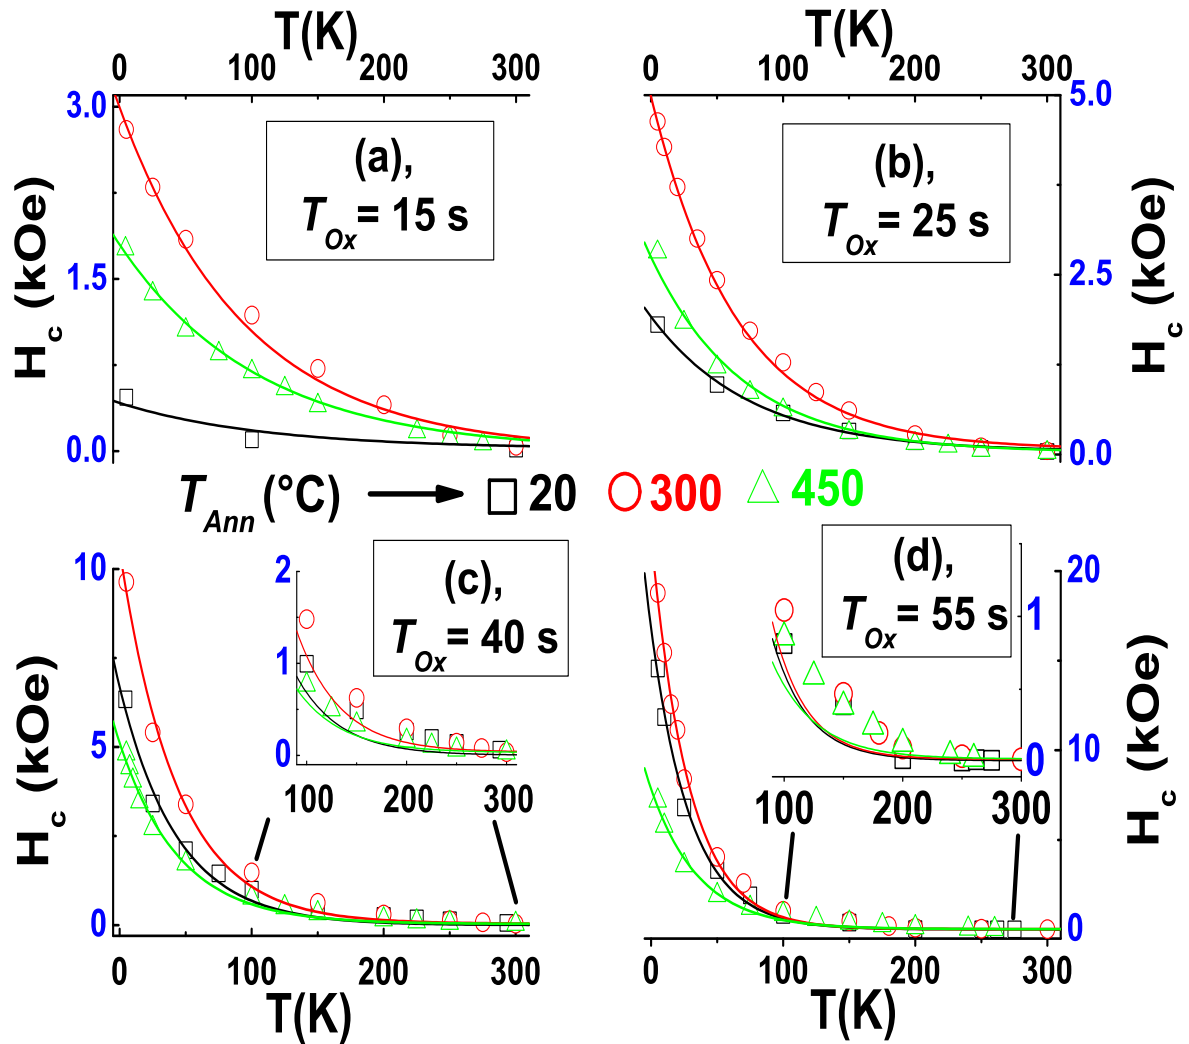 T(K)
T(K)
0 100 200 300
0 100 200 300
3.0
1.5
0.0
H_c (kOe)
(a),
T_Ox = 15 s
(b),
T_Ox = 25 s
5.0
2.5
0.0
H_c (kOe)
T_Ann (°C) 20 300 450
10
5
0
H_c (kOe)
2
1
0
100 200 300
(c),
T_Ox = 40 s
0 100 200 300
T(K)
(d),
T_Ox = 55 s
1
0
100 200 300
20
10
0
H_c (kOe)
0 100 200 300
T(K)